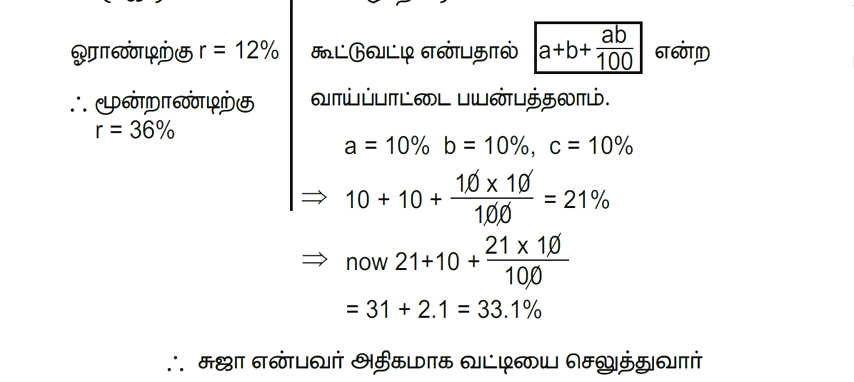 ஓராண்டிற்கு r = 12%
∴ மூன்றாண்டிற்கு
r = 36%
கூட்டுவட்டி என்பதால் a+b+ab/100 என்ற
வாய்ப்பாட்டை பயன்பத்தலாம்.
a = 10% b = 10%, c = 10%
⇒ 10 + 10 + 10 x 10/100 = 21%
⇒ now 21+10 + 21 x 10/100
= 31 + 2.1 = 33.1%
∴ சுஜா என்பவர் அதிகமாக வட்டியை செலுத்துவார்